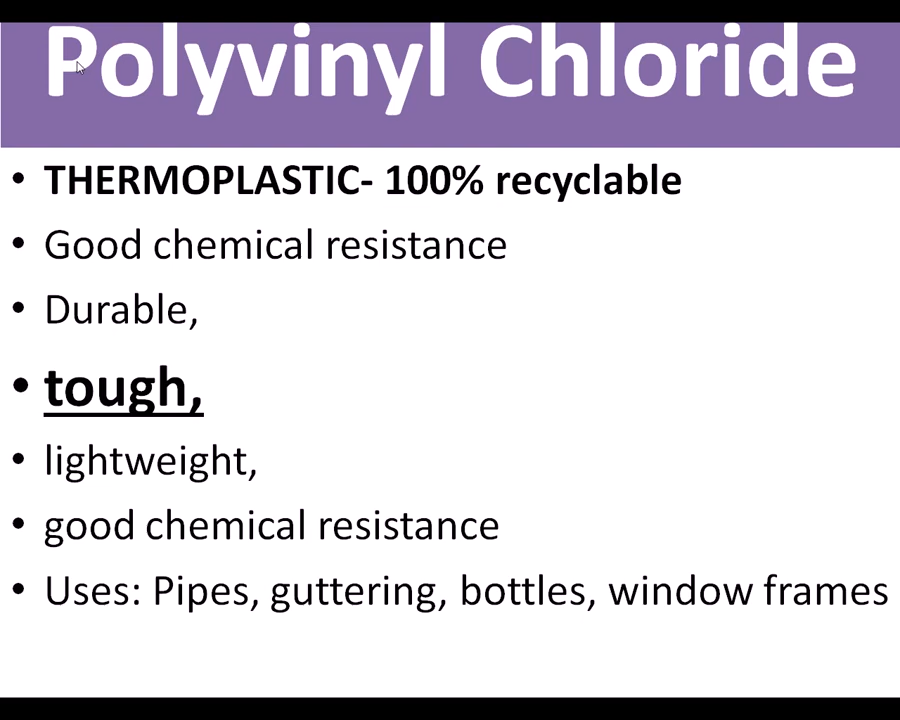 Polyvinyl Chloride
• THERMOPLASTIC- 100% recyclable
• Good chemical resistance
• Durable,
• tough,
• lightweight,
• good chemical resistance
• Uses: Pipes, guttering, bottles, window frames